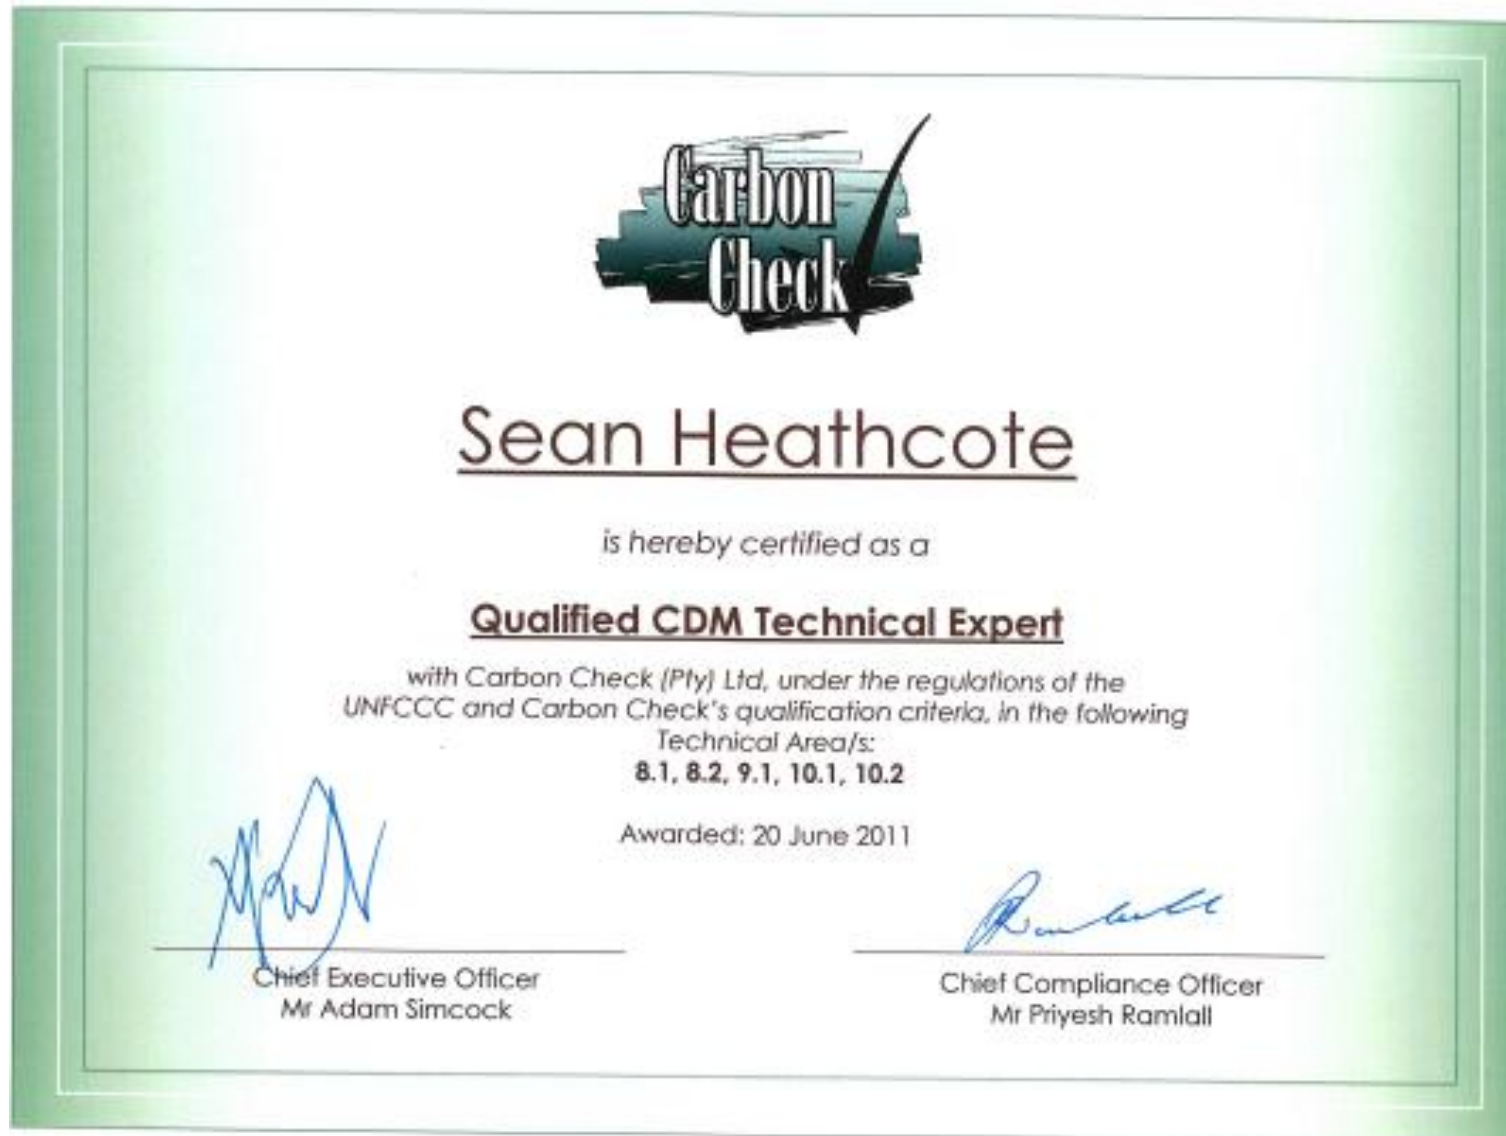 Carbon
Check
Sean Heathcote
is hereby certified as a
Qualified CDM Technical Expert
with Carbon Check (Pty) Ltd, under the regulations of the
UNFCCC and Carbon Check's qualification criteria, in the following
Technical Area/s:
8.1, 8.2, 9.1, 10.1, 10.2
Awarded: 20 June 2011
Chief Executive Officer
Mr Adam Simcock
Chief Compliance Officer
Mr Priyesh Ramlall